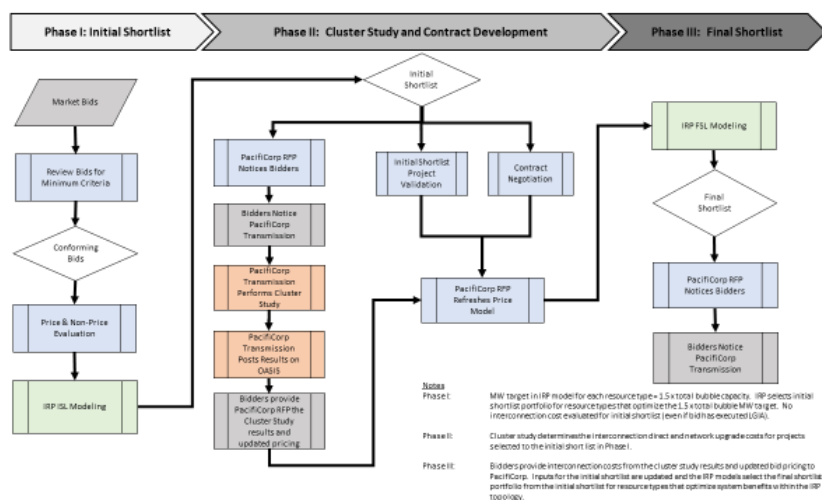 Phase I: Initial Shortlist
Phase II: Cluster Study and Contract Development
Phase III: Final Shortlist
Market Bids
Review Bids for
Minimum Criteria
Conforming
Bids
Price & Non-Price
Evaluation
IRP ISL Modeling
Initial
Shortlist
PacifiCorp RFP
Notices Bidders
Bidders Notice
PacifiCorp
Transmission
PacifiCorp
Transmission
Performs Cluster
Study
PacifiCorp
Transmission
Posts Results on
OASIS
Bidders provide
PacifiCorp RFP the
Cluster Study
results and
updated pricing
Initial Shortlist
Project
Validation
Contract
Negotiation
PacifiCorp RFP
Refreshes Price
Model
IRP FSL Modeling
Final
Shortlist
PacifiCorp RFP
Notices Bidders
Bidders Notice
PacifiCorp
Transmission
Notes
Phase I: MW target in IRP model for each resource type = 1.5 x total bubble capacity. IRP selects initial
shortlist portfolio for resource types that optimize the 1.5 x total bubble MW target. No
interconnection cost evaluated for initial shortlist (even if bid has executed LGIA).
Phase II: Cluster study determines the interconnection direct and network upgrade costs for projects
selected to the initial short list in Phase I.
Phase III: Bidders provide interconnection costs from the cluster study results and updated bid pricing to
PacifiCorp. Inputs for the initial shortlist are updated and the IRP models select the final shortlist
portfolio from the initial shortlist for resource types that optimize system benefits within the IRP
topology.